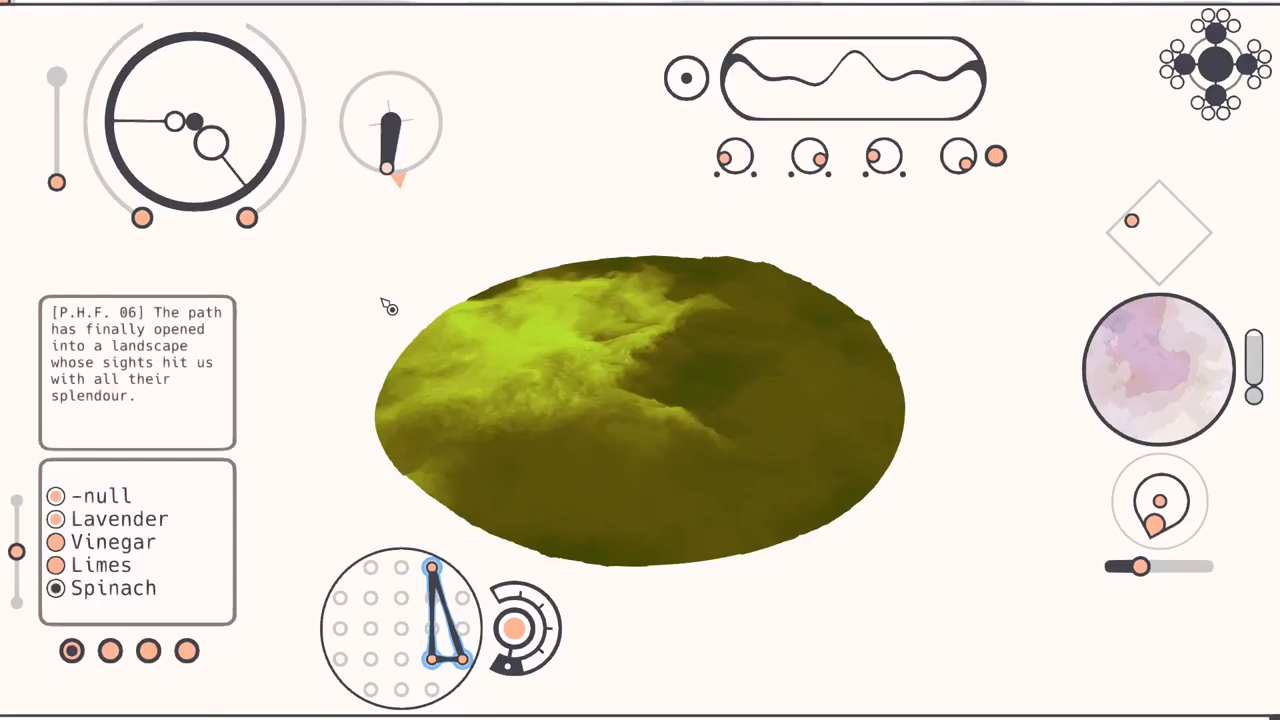 [P.H.F. 06] The path
has finally opened
into a landscape
whose sights hit us
with all their
splendour.
-null
Lavender
Vinegar
Limes
Spinach